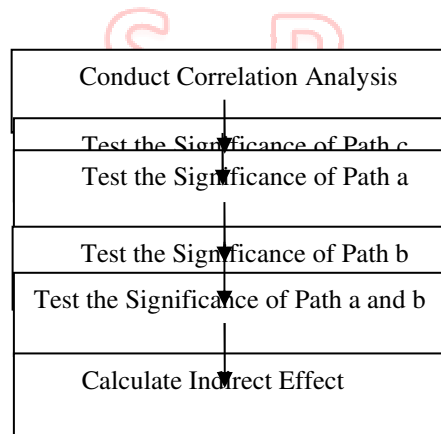 S R
Conduct Correlation Analysis
Test the Significance of Path c
Test the Significance of Path a
Test the Significance of Path b
Test the Significance of Path a and b
Calculate Indirect Effect